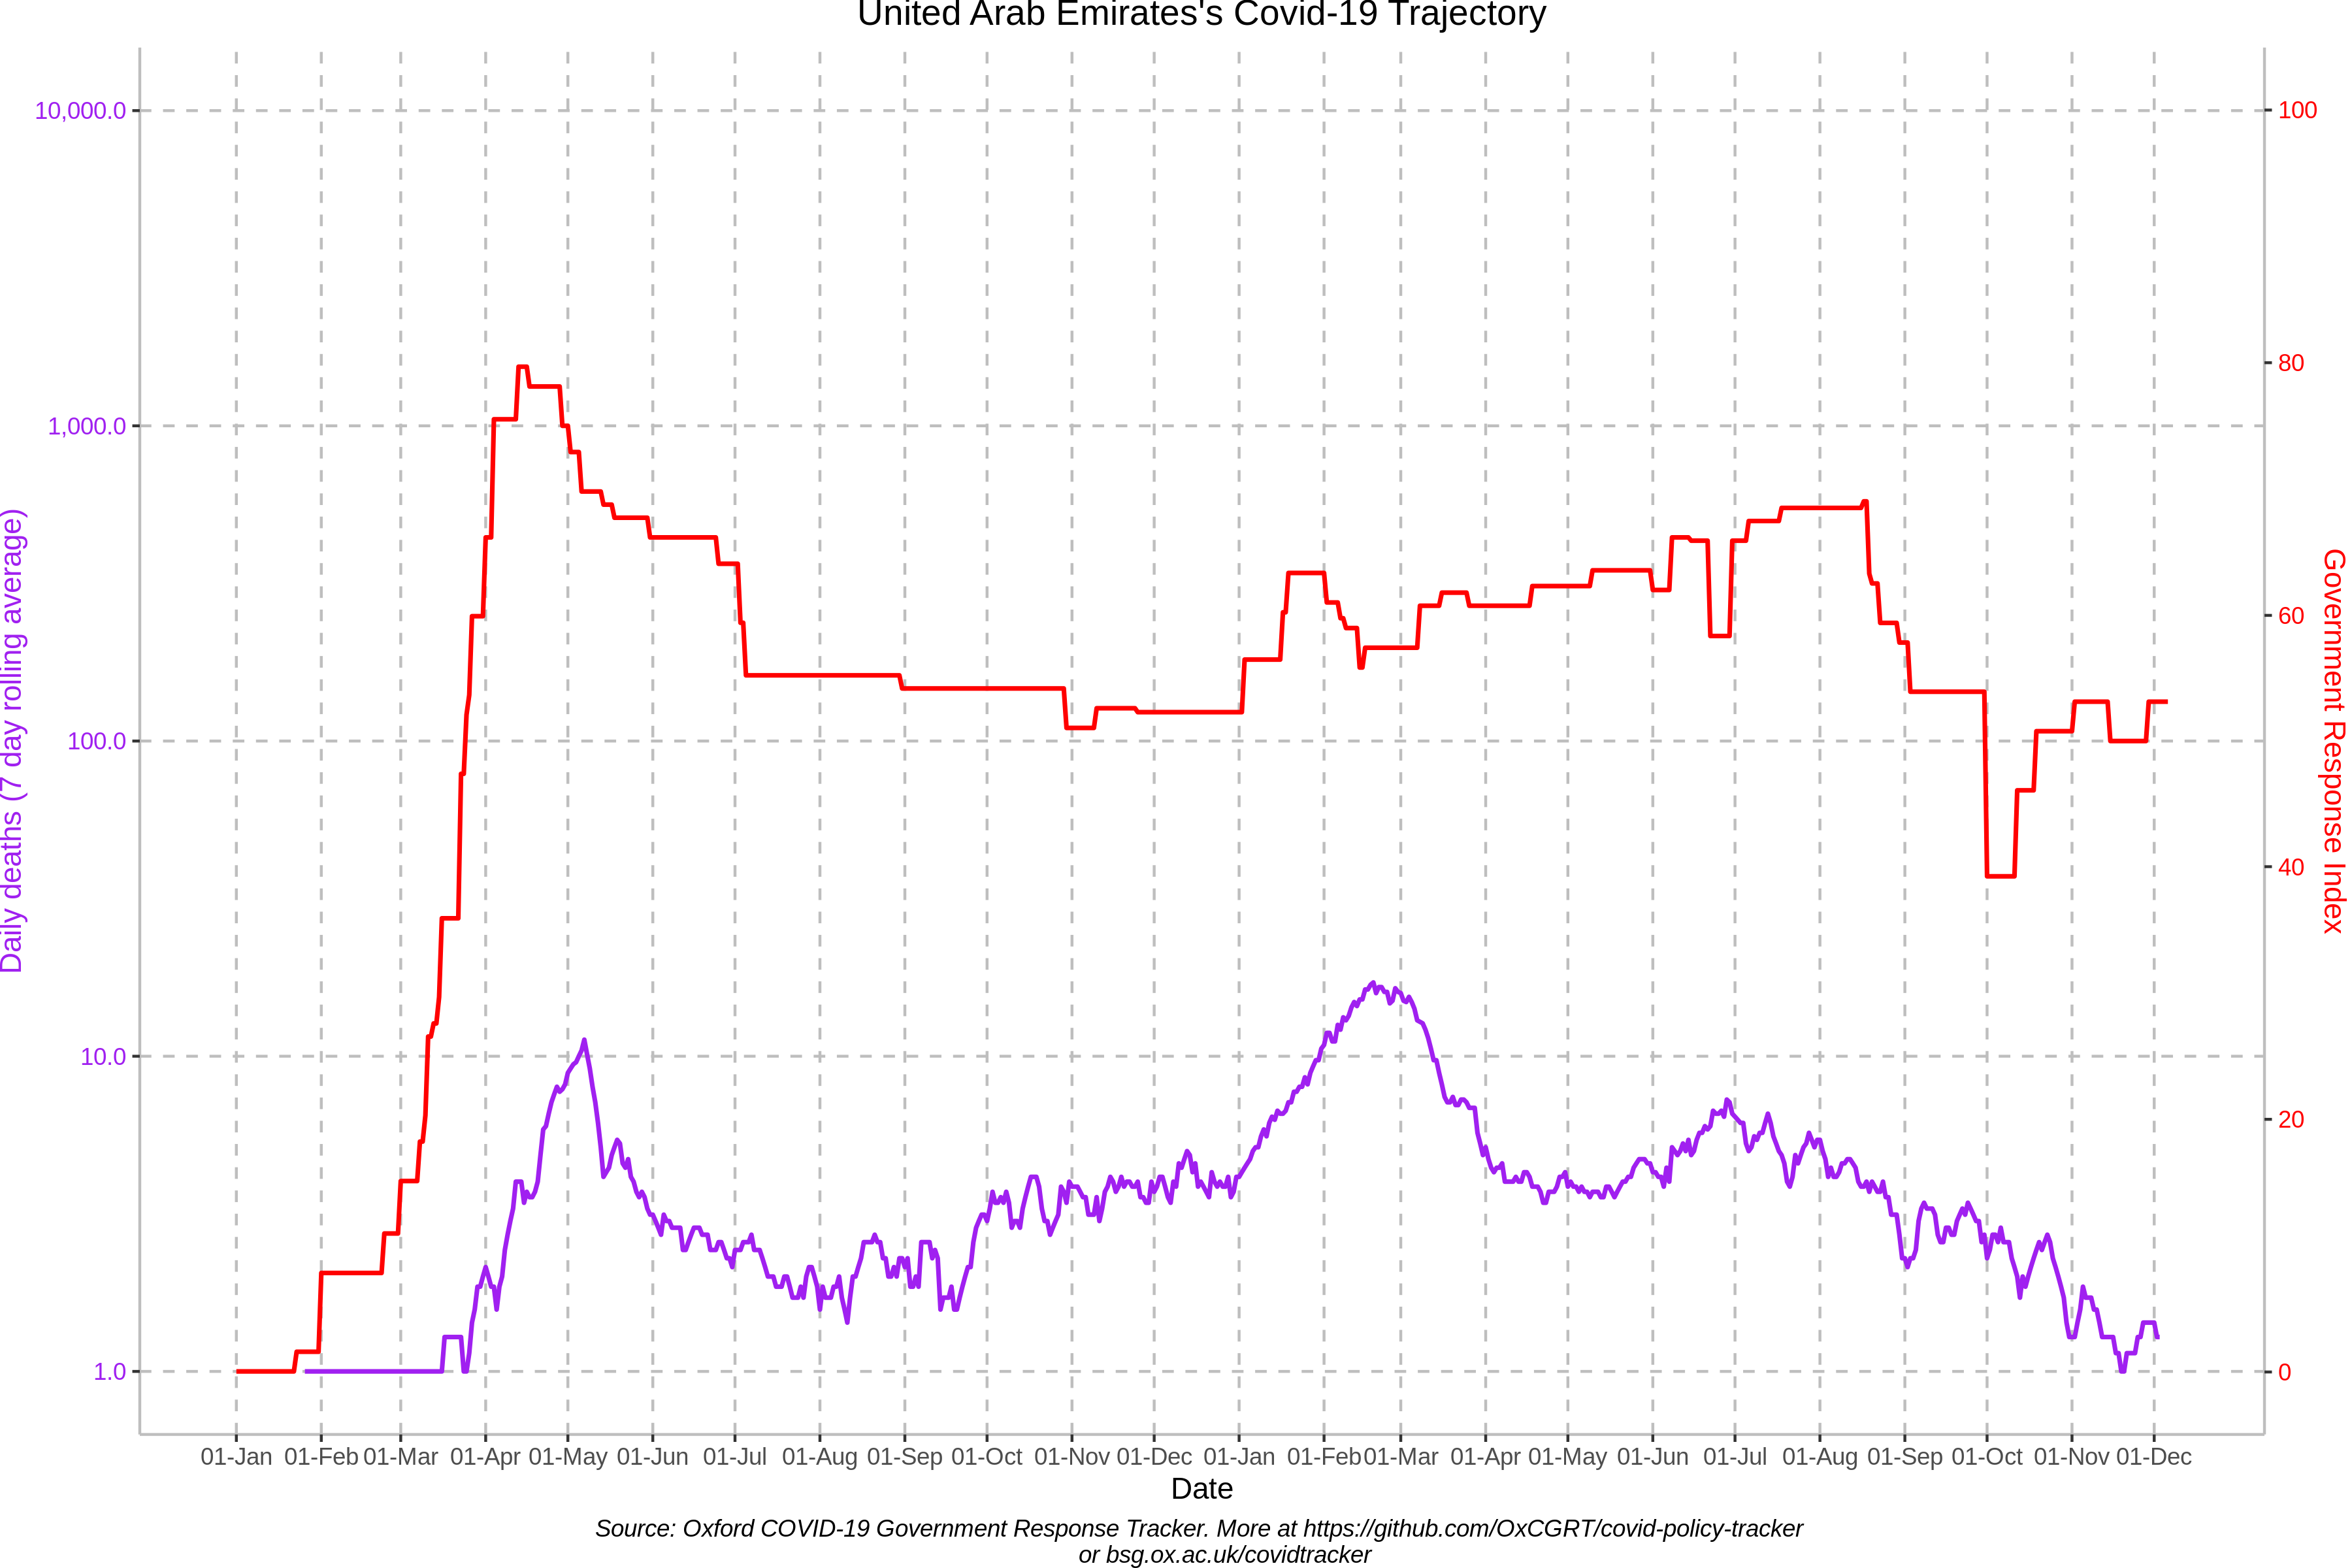 United Arab Emirates's Covid-19 Trajectory
10,000.0
1,000.0
100.0
10.0
1.0
Daily deaths (7 day rolling average)
100
80
60
40
20
0
Government Response Index
01-Jan 01-Feb 01-Mar 01-Apr 01-May 01-Jun 01-Jul 01-Aug 01-Sep 01-Oct 01-Nov 01-Dec 01-Jan 01-Feb 01-Mar 01-Apr 01-May 01-Jun 01-Jul 01-Aug 01-Sep 01-Oct 01-Nov 01-Dec
Date
Source: Oxford COVID-19 Government Response Tracker. More at https://github.com/OxCGRT/covid-policy-tracker
or bsg.ox.ac.uk/covidtracker